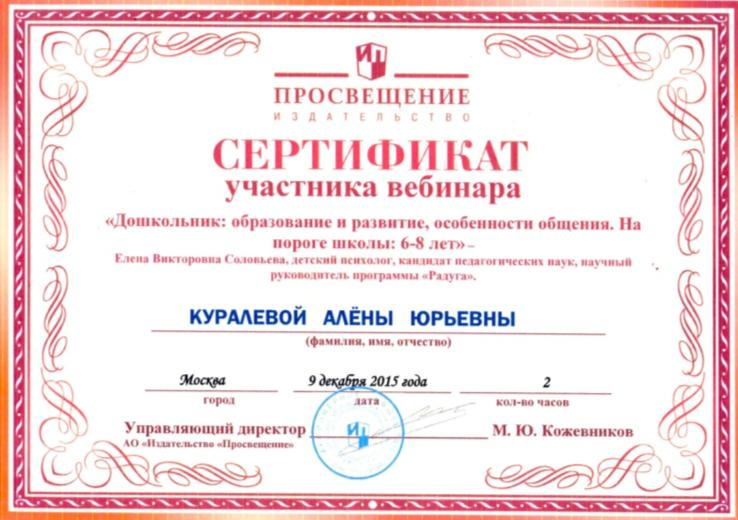 ПРОСВЕЩЕНИЕ
ИЗДАТЕЛЬСТВО
СЕРТИФИКАТ
участника вебинара
«Дошкольник: образование и развитие, особенности общения. На
пороге школы: 6-8 лет» –
Елена Викторовна Соловьева, детский психолог, кандидат педагогических наук, научный
руководитель программы «Радуга».
КУРАЛЕВОЙ АЛЁНЫ ЮРЬЕВНЫ
(фамилия, имя, отчество)
Москва 9 декабря 2015 года 2
город дата кол-во часов
Управляющий директор М. Ю. Кожевников
АО «Издательство «Просвещение»